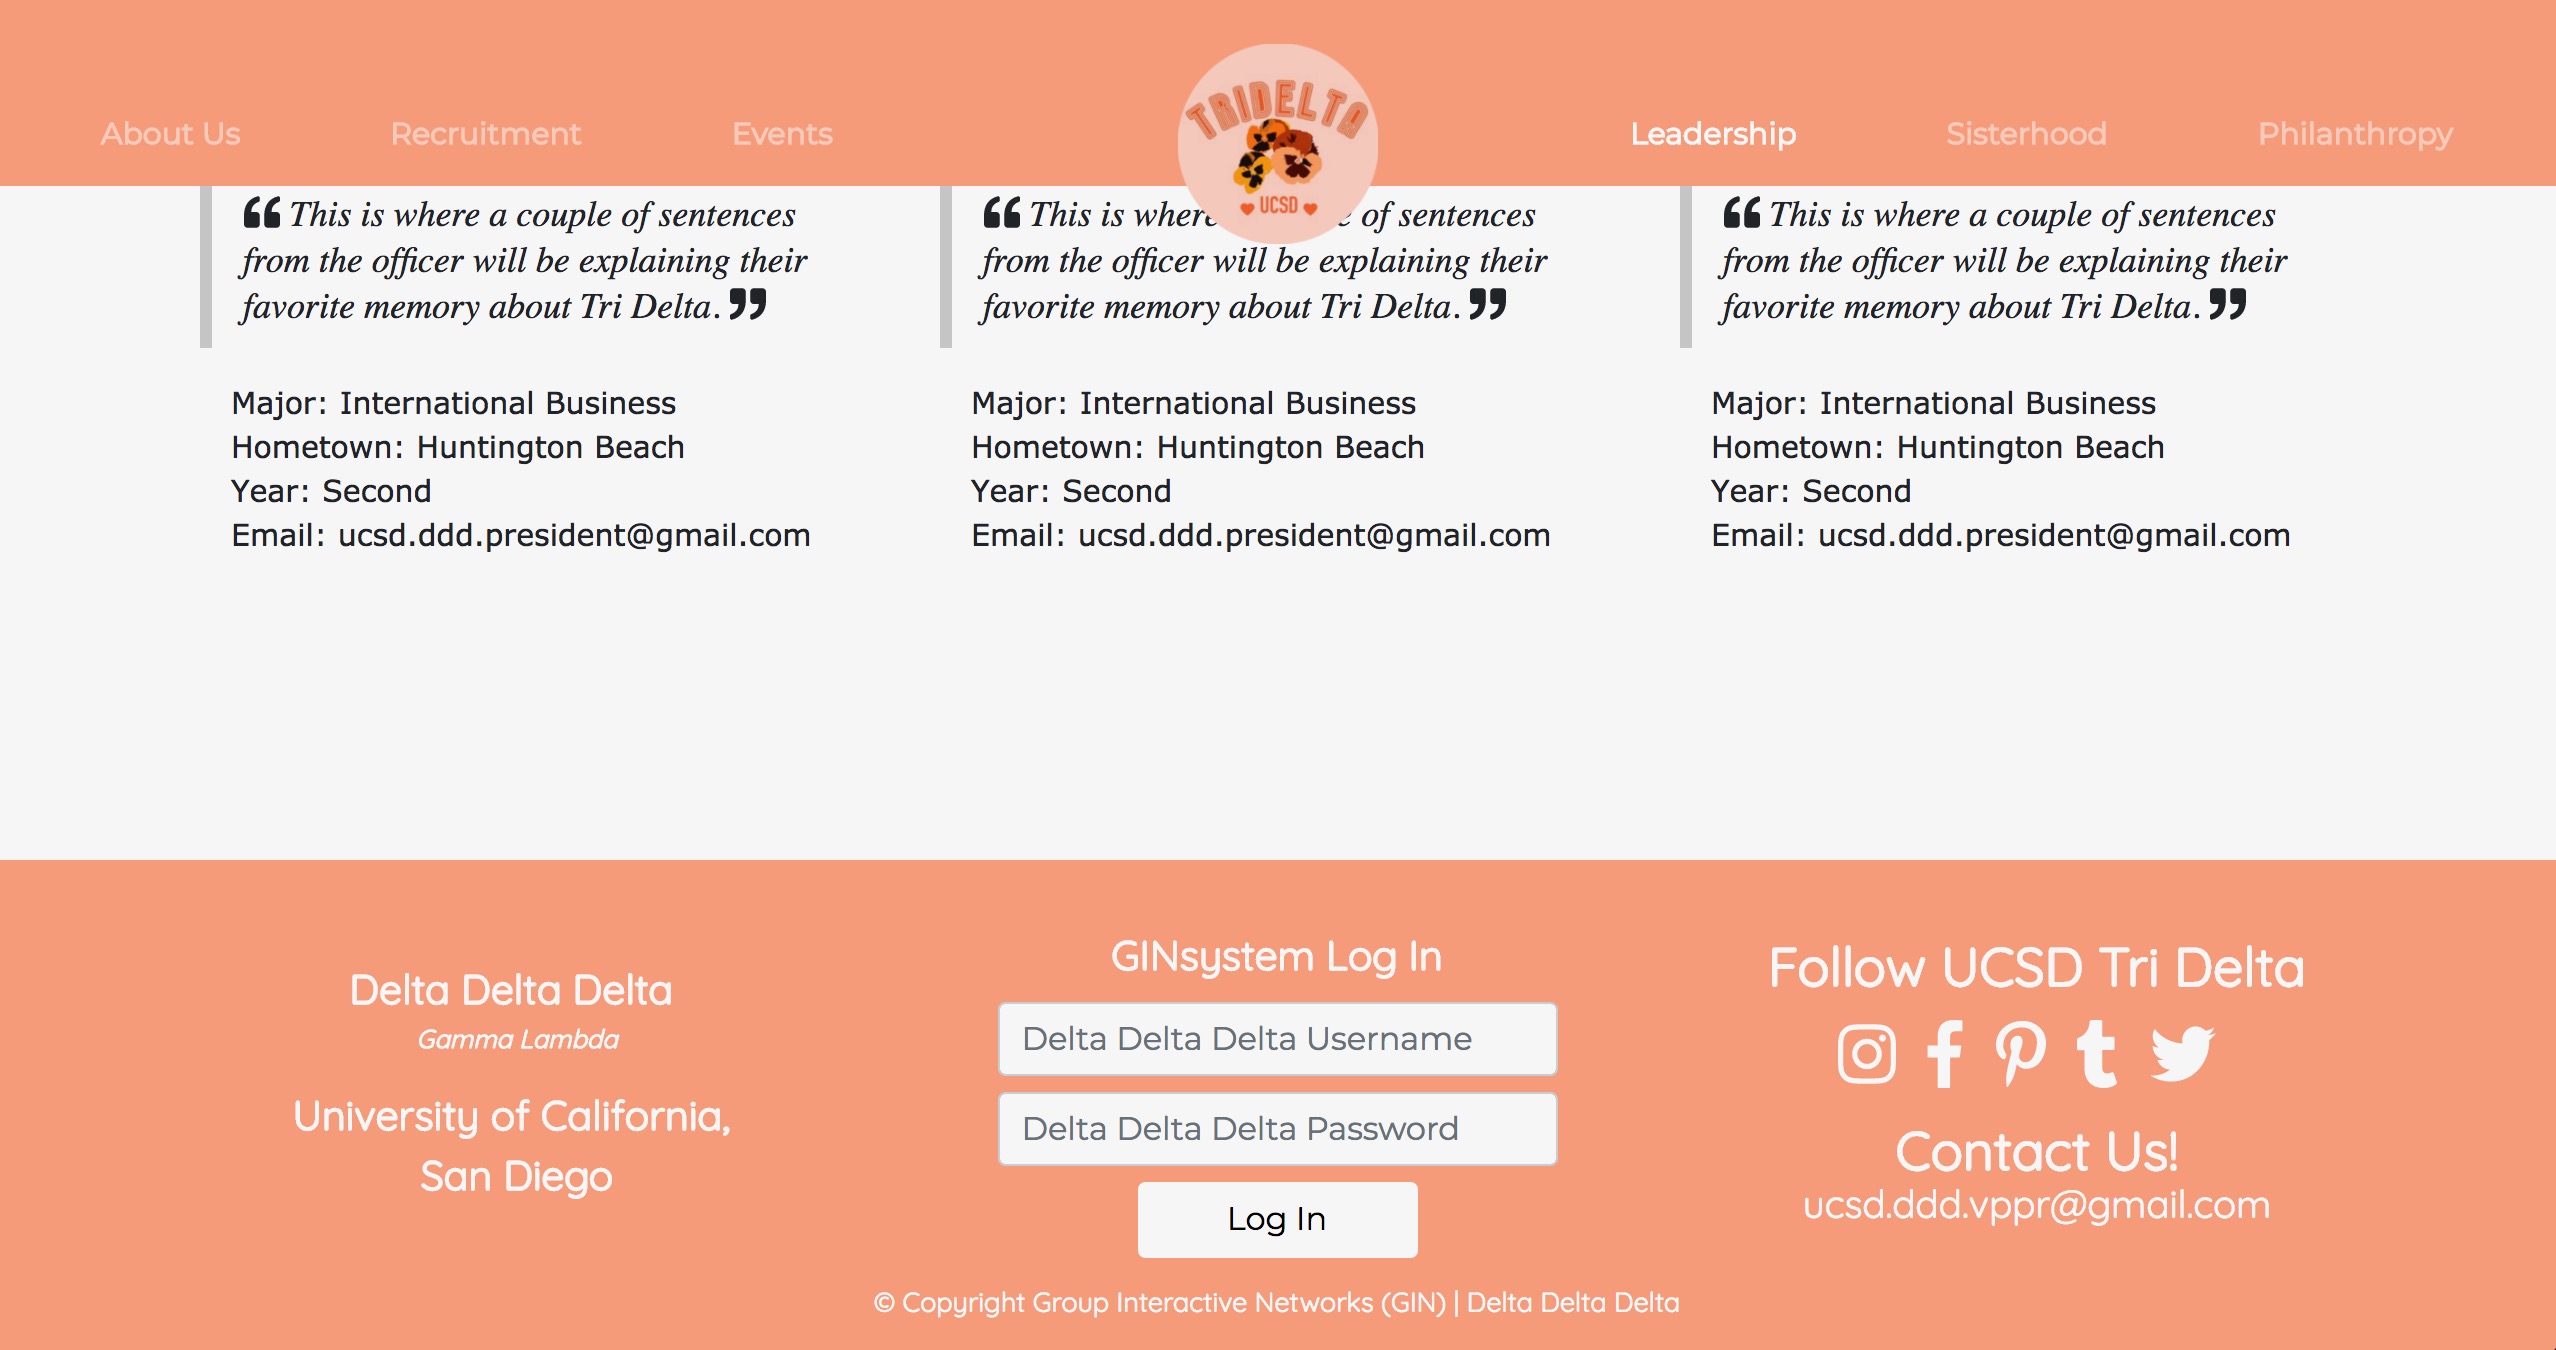 About Us
Recruitment
Events
TRIDELTA
UCSD
Leadership
Sisterhood
Philanthropy
❝ This is where a couple of sentences
from the officer will be explaining their
favorite memory about Tri Delta. ❞
Major: International Business
Hometown: Huntington Beach
Year: Second
Email: ucsd.ddd.president@gmail.com
❝ This is where of sentences
from the officer will be explaining their
favorite memory about Tri Delta. ❞
Major: International Business
Hometown: Huntington Beach
Year: Second
Email: ucsd.ddd.president@gmail.com
❝ This is where a couple of sentences
from the officer will be explaining their
favorite memory about Tri Delta. ❞
Major: International Business
Hometown: Huntington Beach
Year: Second
Email: ucsd.ddd.president@gmail.com
Delta Delta Delta
Gamma Lambda
University of California,
San Diego
GINsystem Log In
Delta Delta Delta Username
Delta Delta Delta Password
Log In
Follow UCSD Tri Delta
Contact Us!
ucsd.ddd.vppr@gmail.com
© Copyright Group Interactive Networks (GIN) | Delta Delta Delta